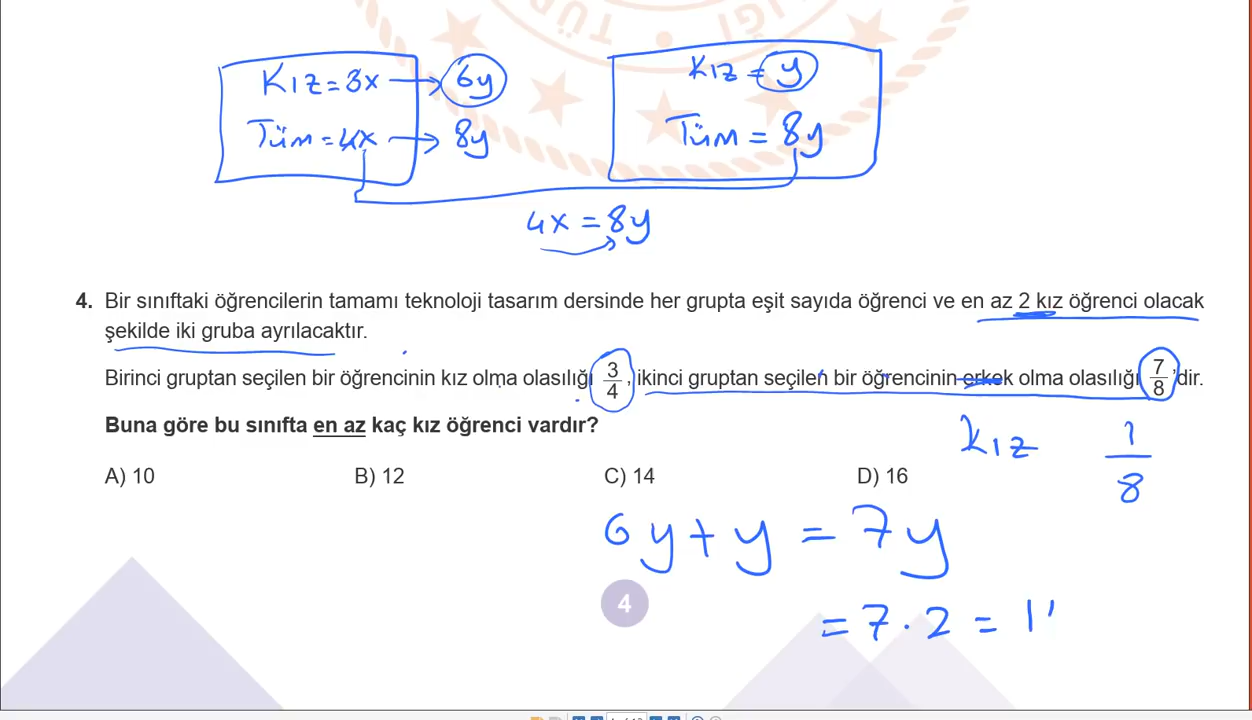 TÜR
LIĞI
KIZ = 3x → 6y
Tüm = 4x → 8y
KIZ = y
Tüm = 8y
4x = 8y
4. Bir sınıftaki öğrencilerin tamamı teknoloji tasarım dersinde her grupta eşit sayıda öğrenci ve en az 2 kız öğrenci olacak
şekilde iki gruba ayrılacaktır.
Birinci gruptan seçilen bir öğrencinin kız olma olasılığı 3/4, ikinci gruptan seçilen bir öğrencinin erkek olma olasılığı 7/8'dir.
kız 1/8
Buna göre bu sınıfta en az kaç kız öğrenci vardır?
A) 10 B) 12 C) 14 D) 16
6y + y = 7y
= 7.2 = 1
4